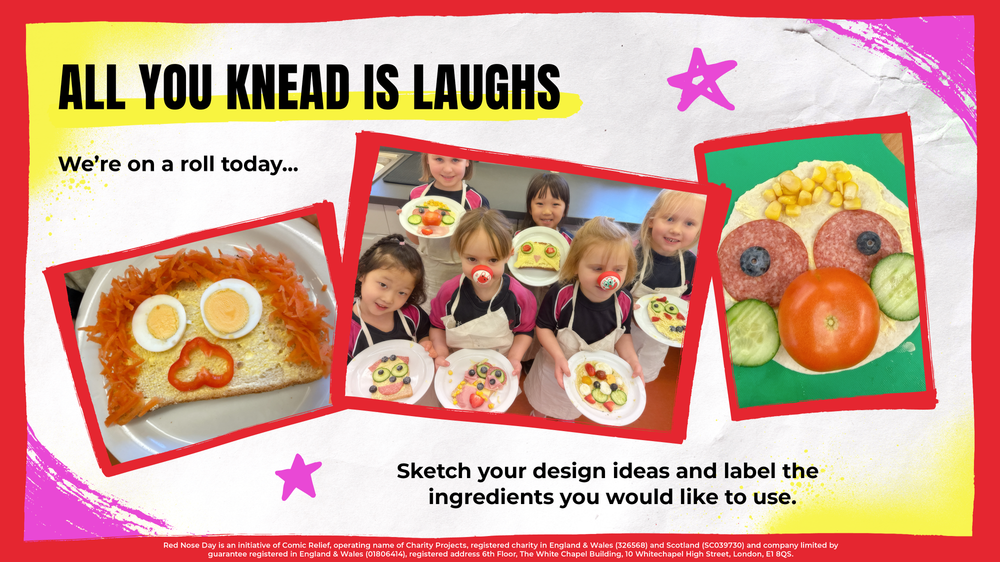 ALL YOU KNEAD IS LAUGHS
We're on a roll today...
Sketch your design ideas and label the
ingredients you would like to use.
Red Nose Day is an initiative of Comic Relief, operating name of Charity Projects, registered charity in England & Wales (326568) and Scotland (SC039730) and company limited by
guarantee registered in England & Wales (01806414), registered address 6th Floor, The White Chapel Building, 10 Whitechapel High Street, London, E1 8QS.